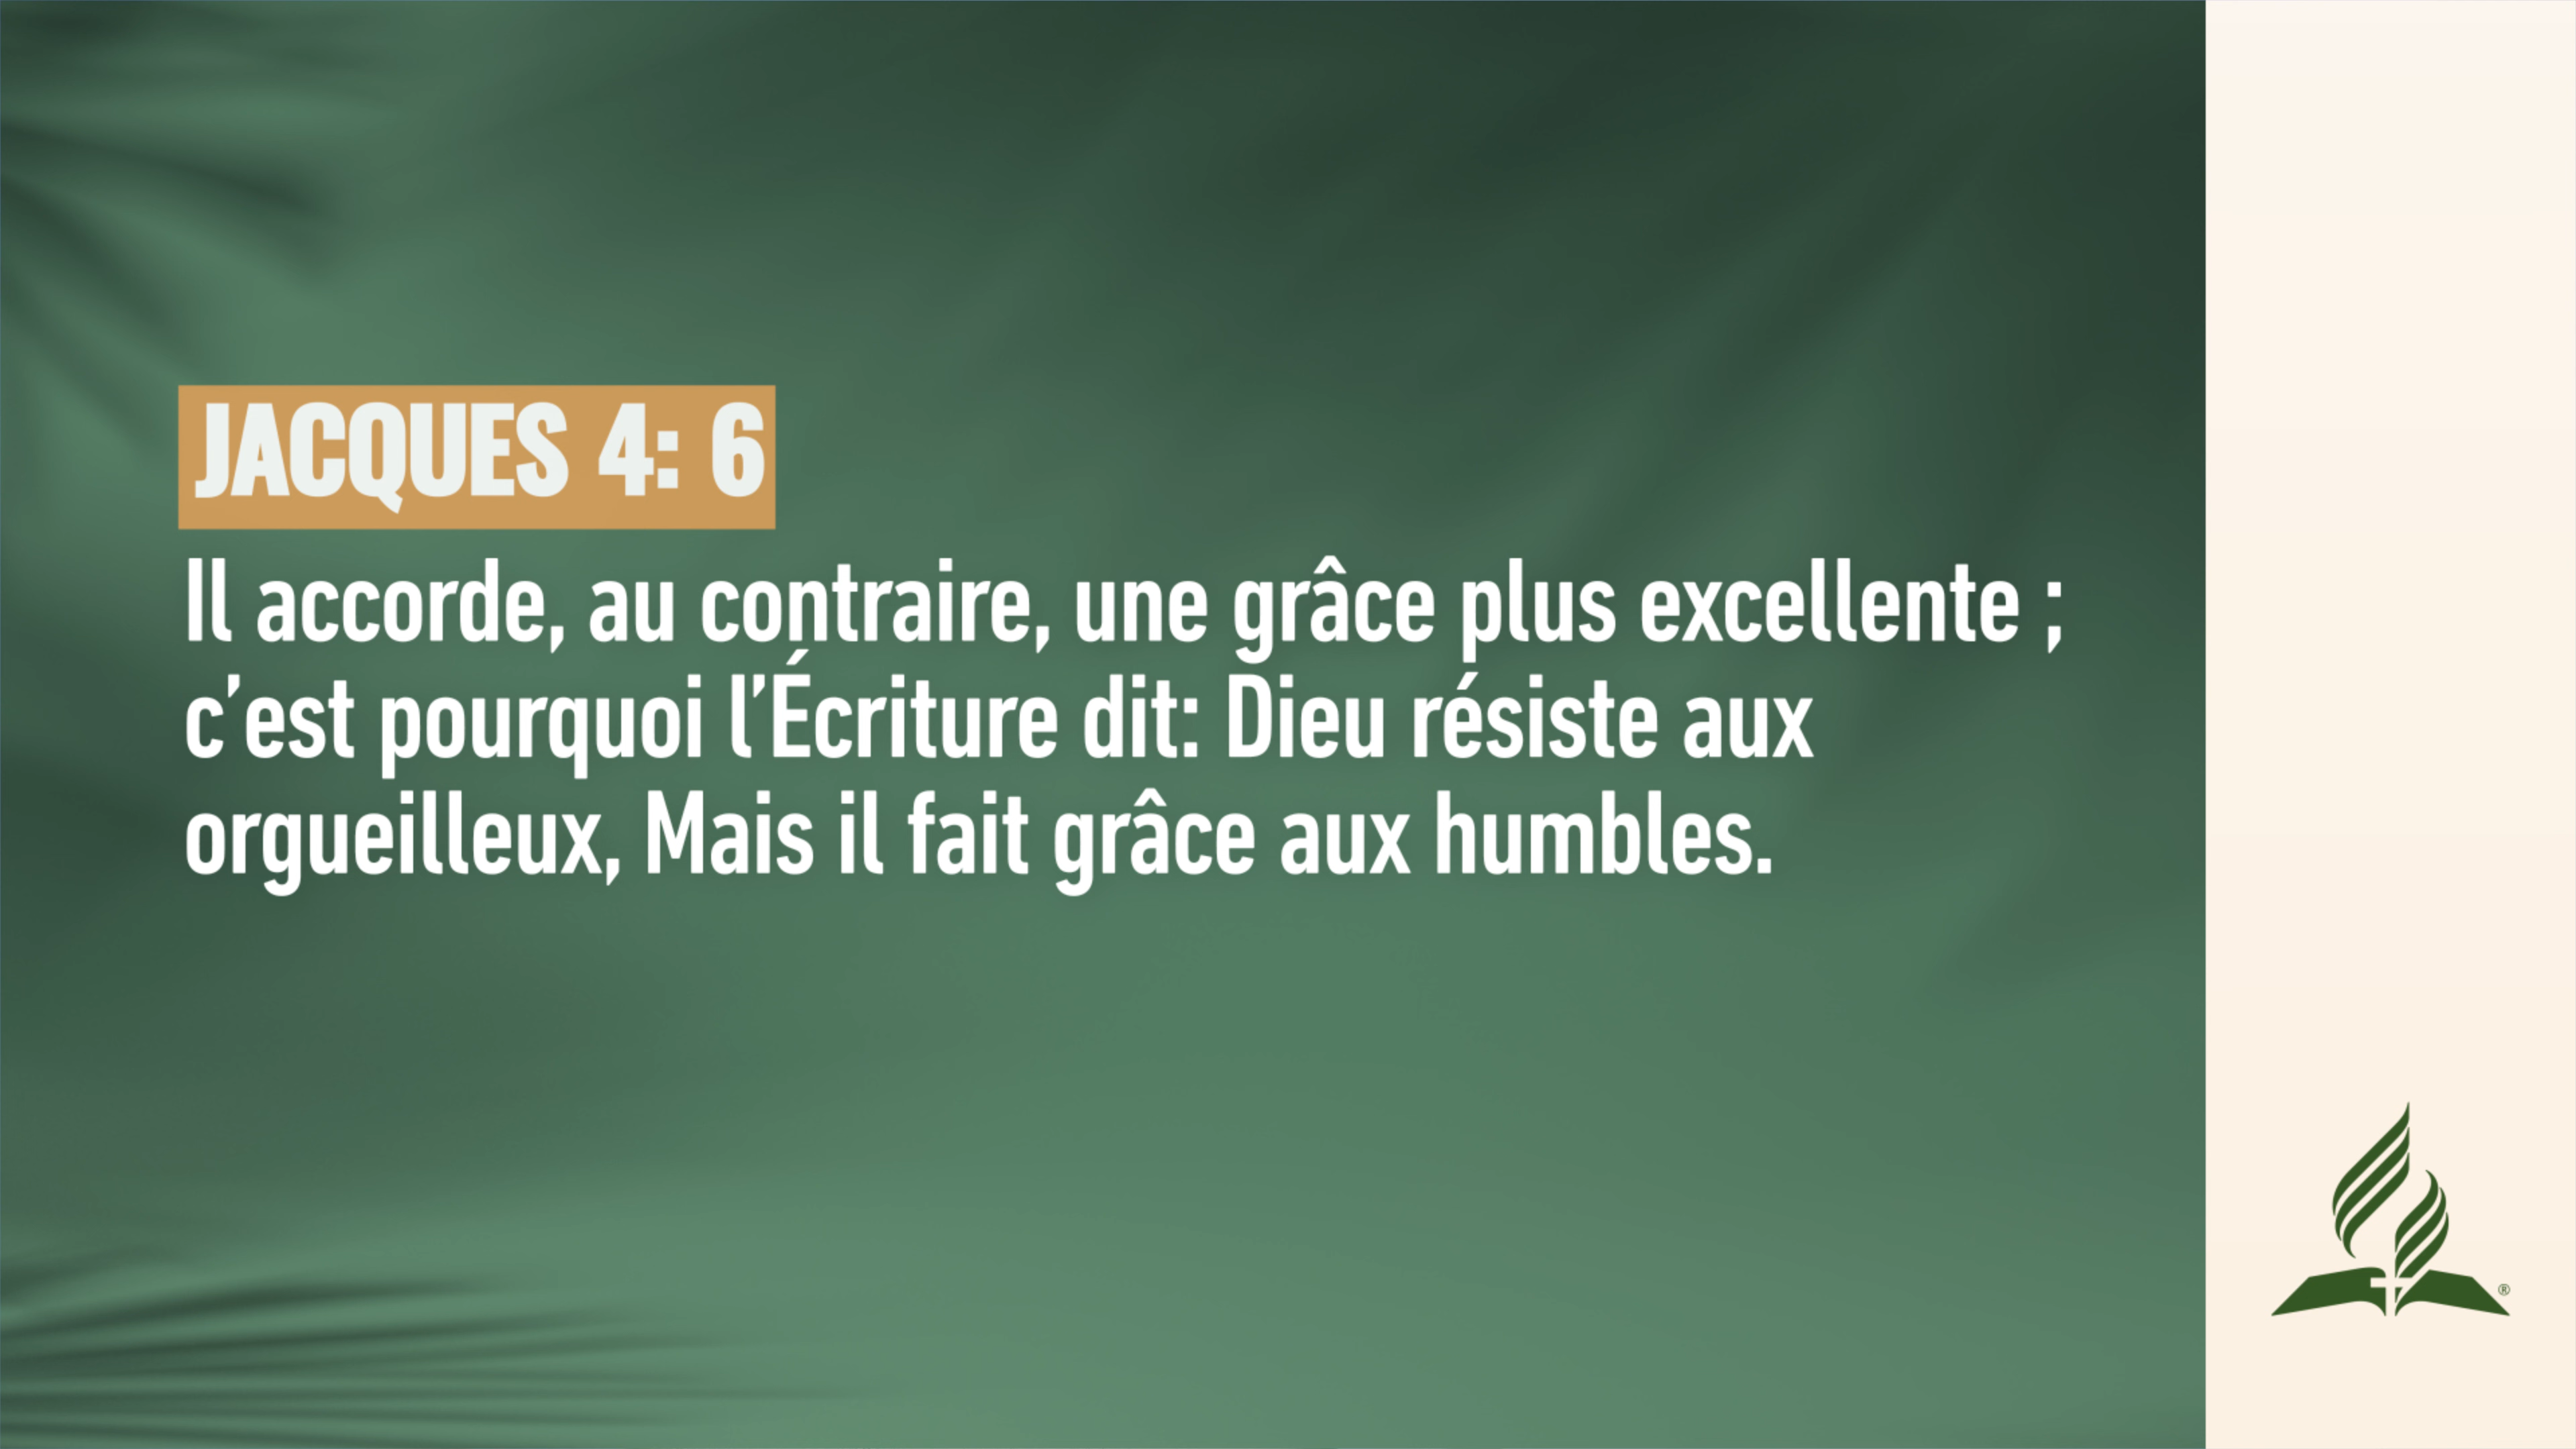 JACQUES 4: 6
Il accorde, au contraire, une grâce plus excellente ;
c’est pourquoi l’Écriture dit: Dieu résiste aux
orgueilleux, Mais il fait grâce aux humbles.
®